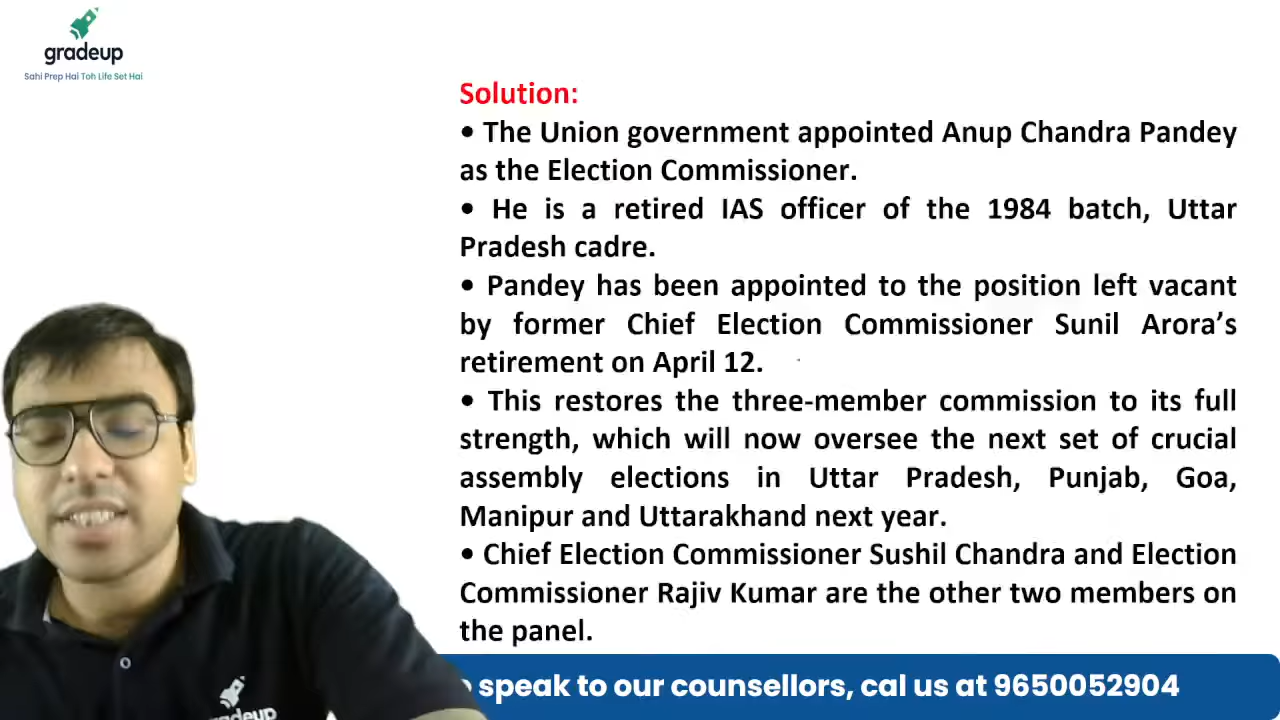 gradeup
Sahi Prep Hai Toh Life Set Hai
Solution:
• The Union government appointed Anup Chandra Pandey
as the Election Commissioner.
• He is a retired IAS officer of the 1984 batch, Uttar
Pradesh cadre.
• Pandey has been appointed to the position left vacant
by former Chief Election Commissioner Sunil Arora’s
retirement on April 12.
• This restores the three-member commission to its full
strength, which will now oversee the next set of crucial
assembly elections in Uttar Pradesh, Punjab, Goa,
Manipur and Uttarakhand next year.
• Chief Election Commissioner Sushil Chandra and Election
Commissioner Rajiv Kumar are the other two members on
the panel.
speak to our counsellors, cal us at 9650052904
gradeup